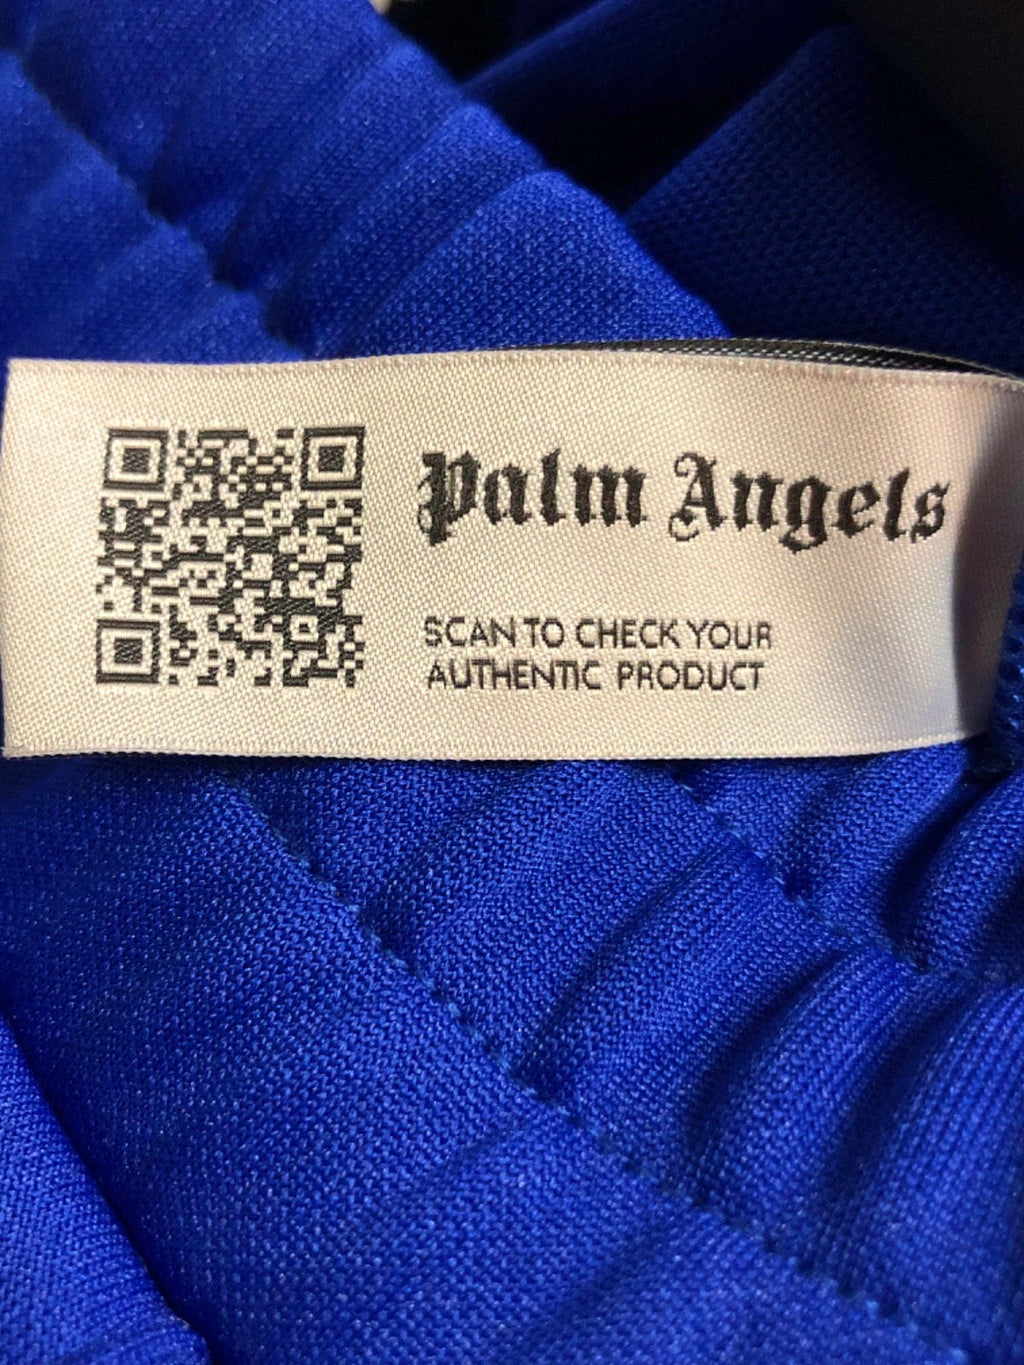 Palm Angels
SCAN TO CHECK YOUR
AUTHENTIC PRODUCT